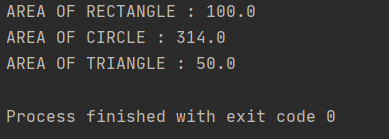 AREA OF RECTANGLE : 100.0
AREA OF CIRCLE : 314.0
AREA OF TRIANGLE : 50.0
Process finished with exit code 0